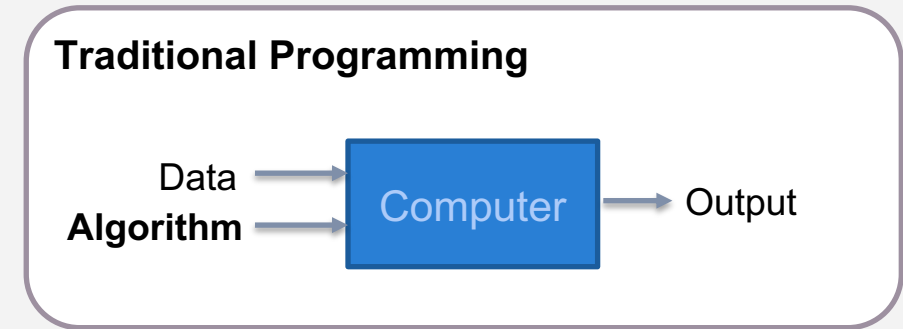 Traditional Programming
Data
Algorithm
Computer
Output